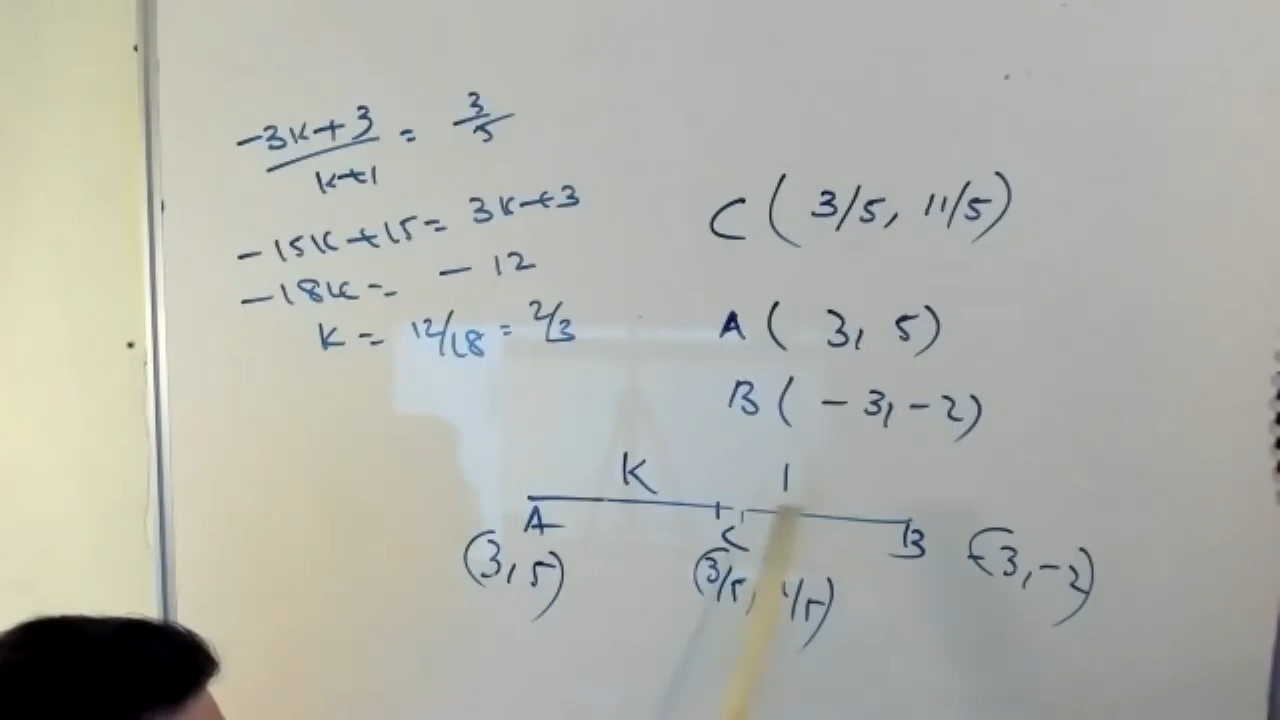 -3K+3/K+1 = 3/5
-15K+15 = 3K+3
-18K = -12
K = 12/18 = 2/3
C ( 3/5, 11/5)
A ( 3, 5)
B ( -3, -2)
K 1
A C B
(3, 5) (3/5, 1/5) (-3, -2)